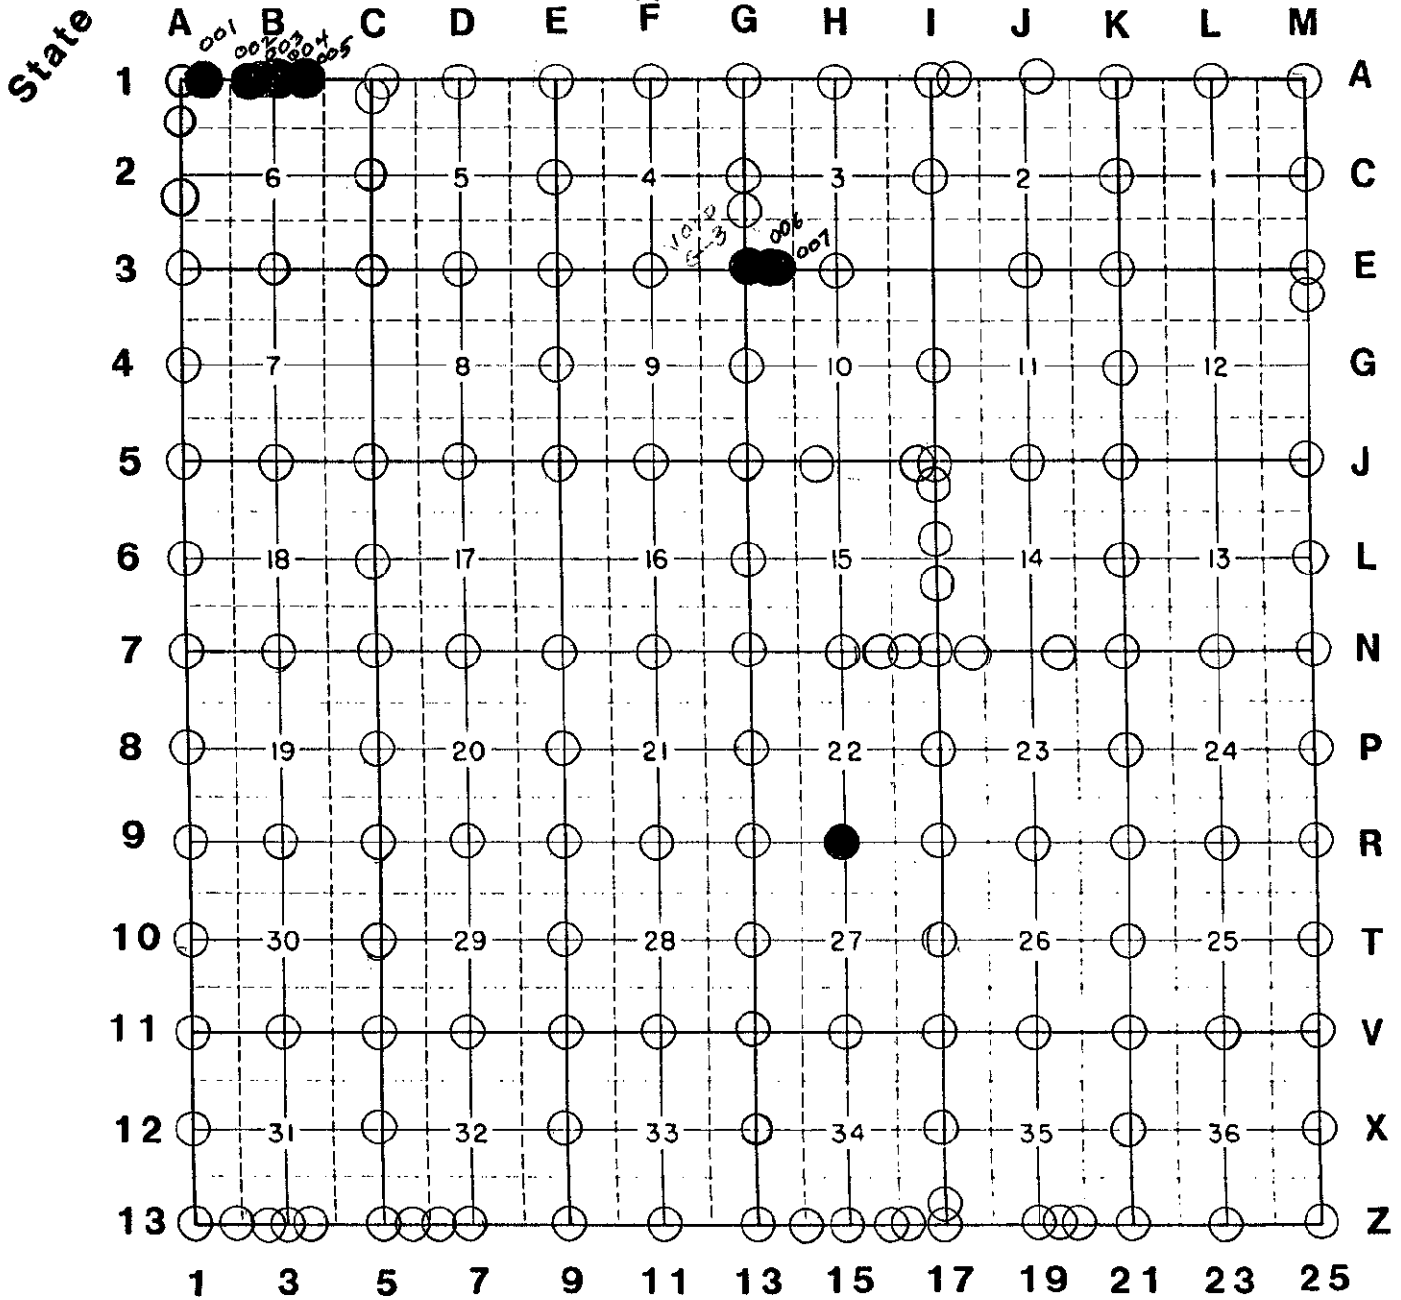 State
A B C D E F G H I J K L M
001 002 003 004 005
1 A
2 6 5 4 3 2 1 C
VOID G-3 006 007
3 E
4 7 8 9 10 11 12 G
5 J
6 18 17 16 15 14 13 L
7 N
8 19 20 21 22 23 24 P
9 R
10 30 29 28 27 26 25 T
11 V
12 31 32 33 34 35 36 X
13 Z
1 3 5 7 9 11 13 15 17 19 21 23 25